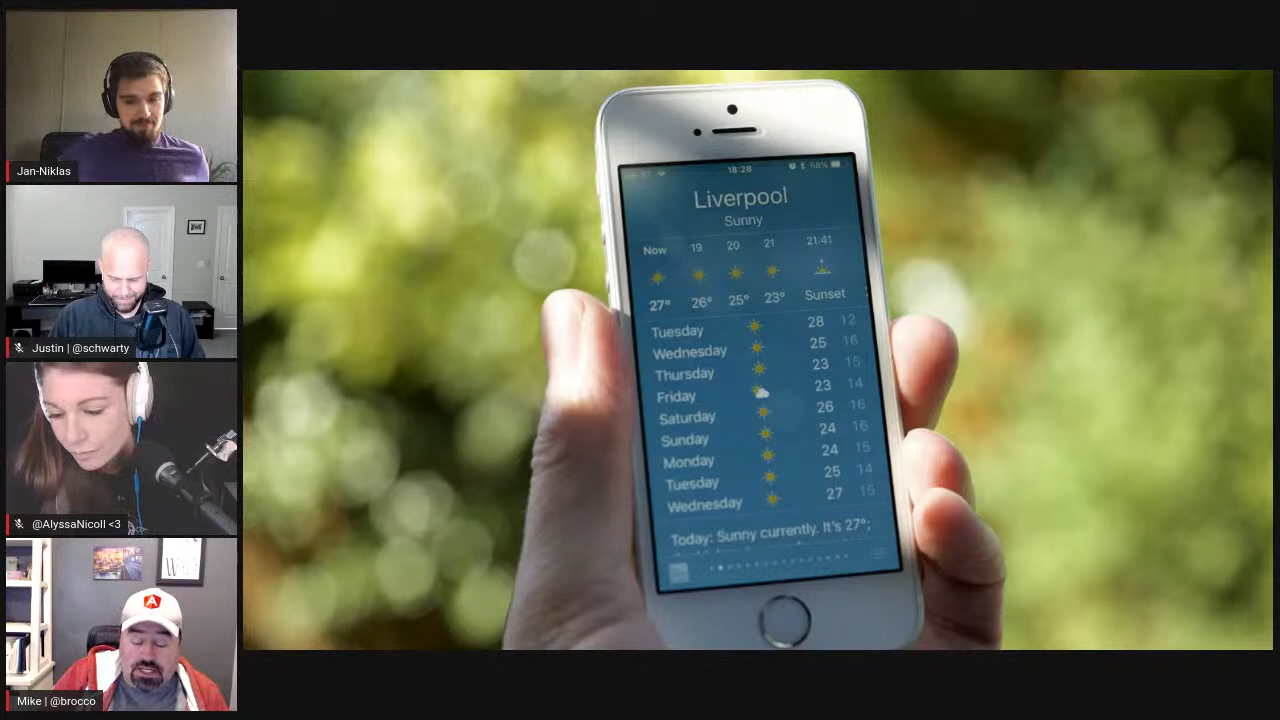 Jan-Niklas
Justin | @schwarty
@AlyssaNicoll <3
Mike | @brocco
18:28
68%
Liverpool
Sunny
Now 19 20 21 21:41
27° 26° 25° 23° Sunset
Tuesday 28 12
Wednesday 25 16
Thursday 23 15
Friday 23 14
Saturday 26 16
Sunday 24 16
Monday 24 15
Tuesday 25 14
Wednesday 27 15
Today: Sunny currently. It's 27°;